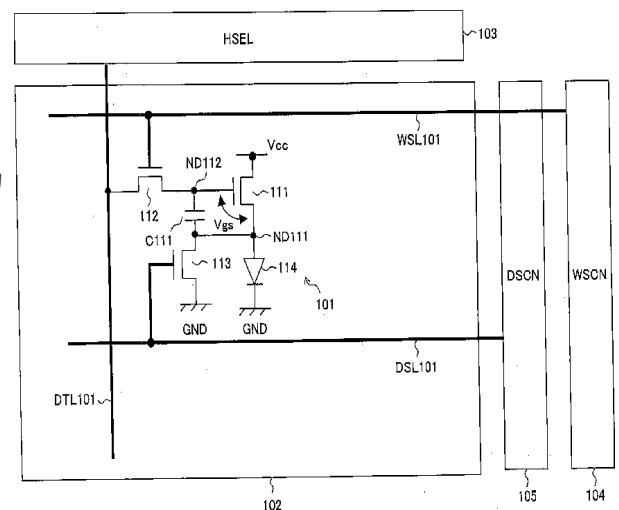 HSEL
103
WSL101
ND112
Vcc
111
112
C111
Vgs
ND111
113
114
101
GND
GND
DSCN
WSCN
DSL101
DTL101
102
105
104